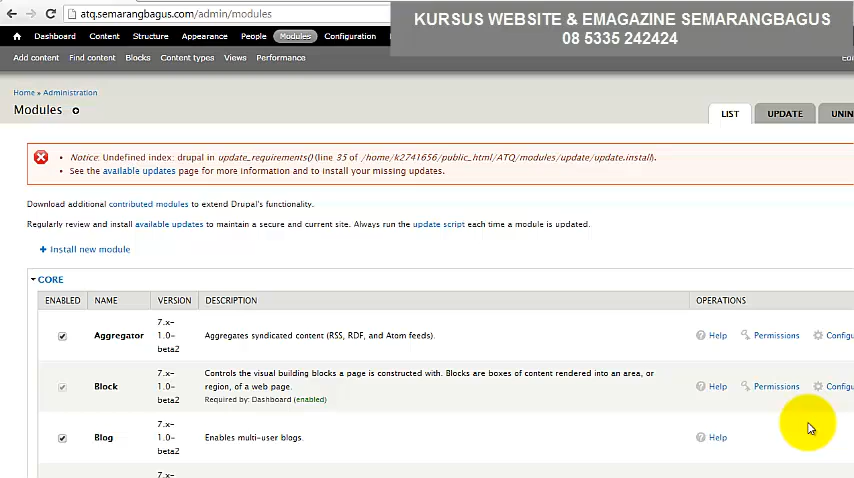 atq.semarangbagus.com/admin/modules
KURSUS WEBSITE & EMAGAZINE SEMARANGBAGUS
08 5335 242424
Dashboard Content Structure Appearance People Modules Configuration
Add content Find content Blocks Content types Views Performance
Home » Administration
Modules
LIST UPDATE
Notice: Undefined index: drupal in update_requirements() (line 35 of /home/k2741656/public_html/ATQ/modules/update/update.install).
See the available updates page for more information and to install your missing updates.
Download additional contributed modules to extend Drupal's functionality.
Regularly review and install available updates to maintain a secure and current site. Always run the update script each time a module is updated.
+ Install new module
CORE
ENABLED NAME VERSION DESCRIPTION OPERATIONS
7.x-
1.0-
beta2
Aggregator Aggregates syndicated content (RSS, RDF, and Atom feeds). Help Permissions Configu
7.x-
1.0-
beta2
Block Controls the visual building blocks a page is constructed with. Blocks are boxes of content rendered into an area, or
region, of a web page. Help Permissions Configu
Required by: Dashboard (enabled)
7.x-
1.0-
beta2
Blog Enables multi-user blogs. Help
7.x-